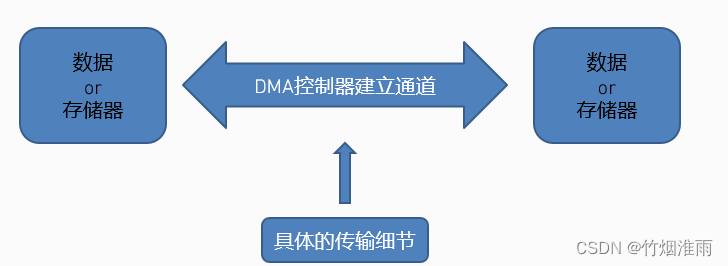 数据
or
存储器
DMA控制器建立通道
数据
or
存储器
具体的传输细节
CSDN @竹烟淮雨